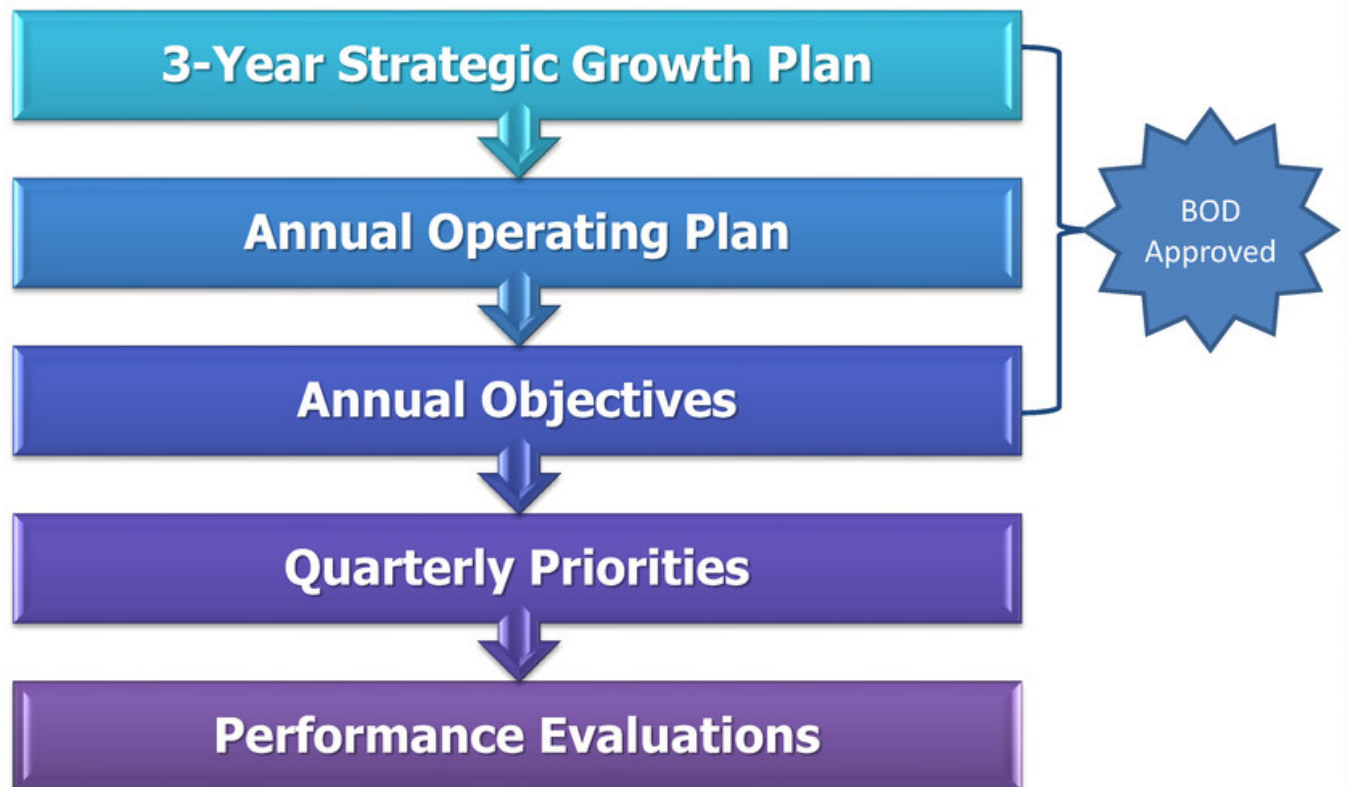 3-Year Strategic Growth Plan
Annual Operating Plan
BOD
Approved
Annual Objectives
Quarterly Priorities
Performance Evaluations